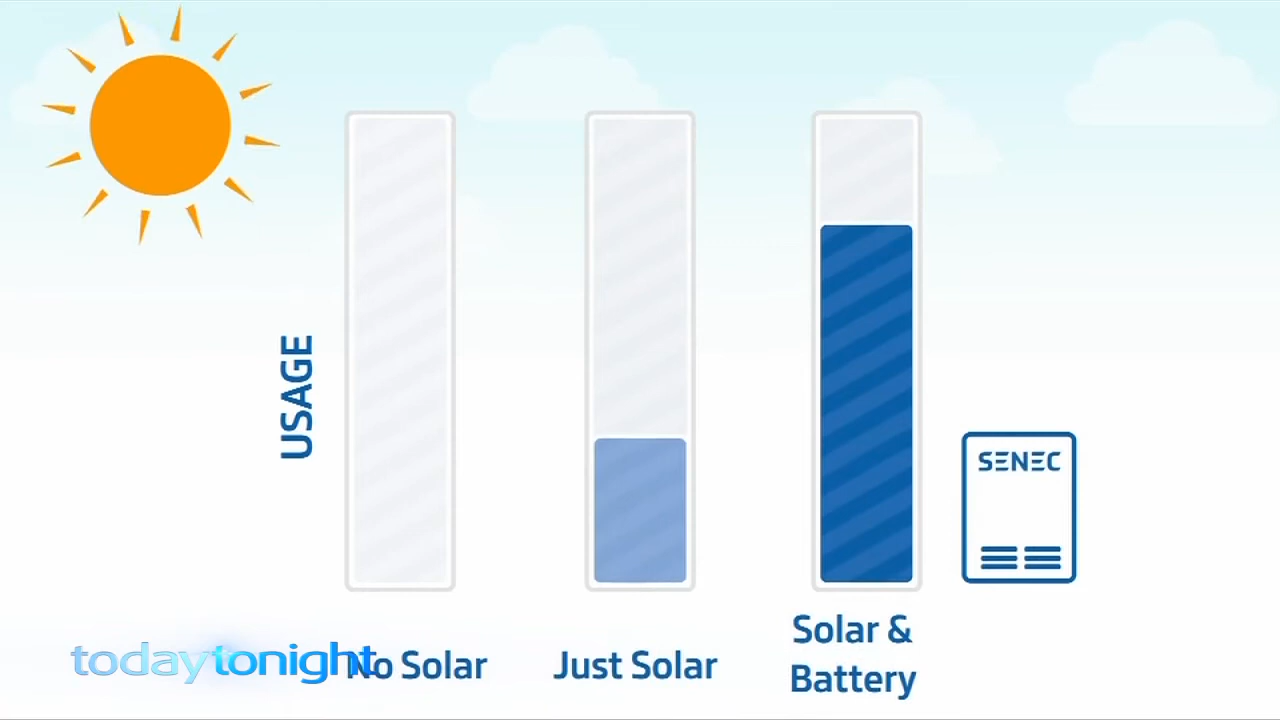 USAGE
SENEC
Solar &
Battery
todaytonight
No Solar
Just Solar